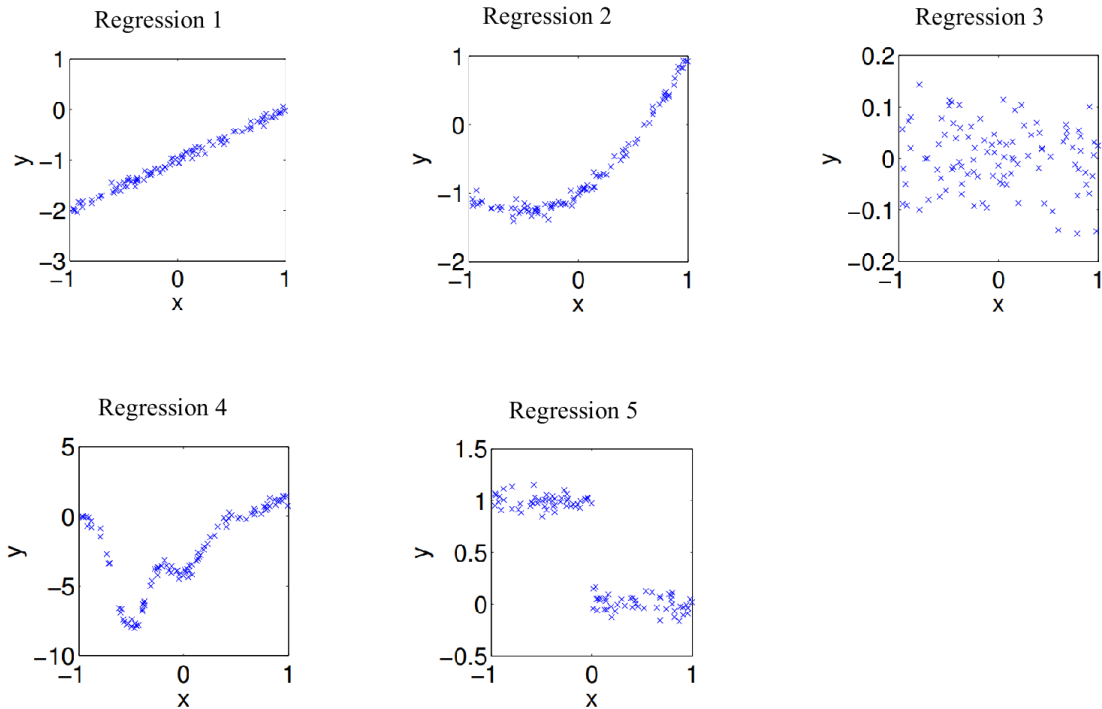 Regression 1
1
0
−1
−2
−3
y
−1 0 1
x
Regression 2
1
0
−1
−2
y
−1 0 1
x
Regression 3
0.2
0.1
0
−0.1
−0.2
y
−1 0 1
x
Regression 4
5
0
−5
−10
y
−1 0 1
x
Regression 5
1.5
1
0.5
0
−0.5
y
−1 0 1
x